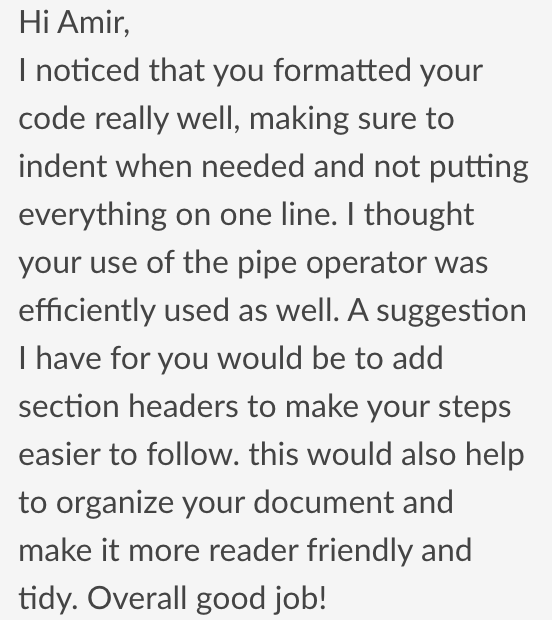 Hi Amir,
I noticed that you formatted your
code really well, making sure to
indent when needed and not putting
everything on one line. I thought
your use of the pipe operator was
efficiently used as well. A suggestion
I have for you would be to add
section headers to make your steps
easier to follow. this would also help
to organize your document and
make it more reader friendly and
tidy. Overall good job!